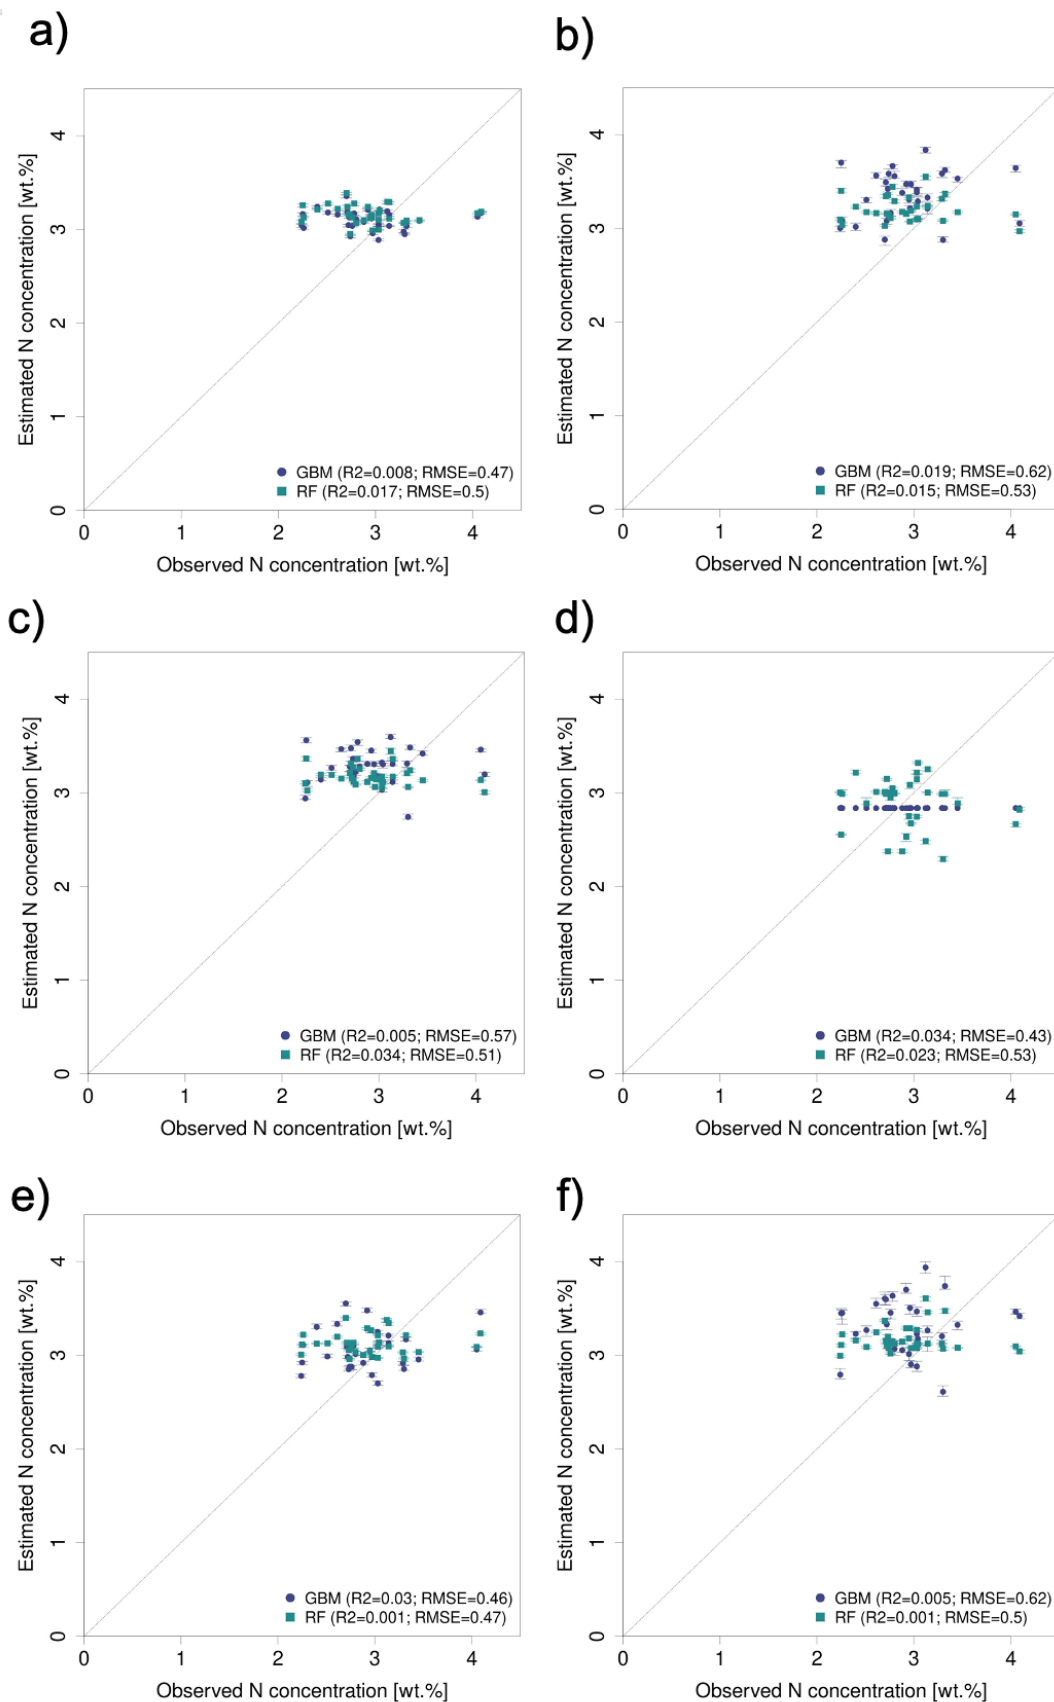 a)
Estimated N concentration [wt.%]
4
3
2
1
0
GBM (R2=0.008; RMSE=0.47)
RF (R2=0.017; RMSE=0.5)
0 1 2 3 4
Observed N concentration [wt.%]
b)
Estimated N concentration [wt.%]
4
3
2
1
0
GBM (R2=0.019; RMSE=0.62)
RF (R2=0.015; RMSE=0.53)
0 1 2 3 4
Observed N concentration [wt.%]
c)
Estimated N concentration [wt.%]
4
3
2
1
0
GBM (R2=0.005; RMSE=0.57)
RF (R2=0.034; RMSE=0.51)
0 1 2 3 4
Observed N concentration [wt.%]
d)
Estimated N concentration [wt.%]
4
3
2
1
0
GBM (R2=0.034; RMSE=0.43)
RF (R2=0.023; RMSE=0.53)
0 1 2 3 4
Observed N concentration [wt.%]
e)
Estimated N concentration [wt.%]
4
3
2
1
0
GBM (R2=0.03; RMSE=0.46)
RF (R2=0.001; RMSE=0.47)
0 1 2 3 4
Observed N concentration [wt.%]
f)
Estimated N concentration [wt.%]
4
3
2
1
0
GBM (R2=0.005; RMSE=0.62)
RF (R2=0.001; RMSE=0.5)
0 1 2 3 4
Observed N concentration [wt.%]